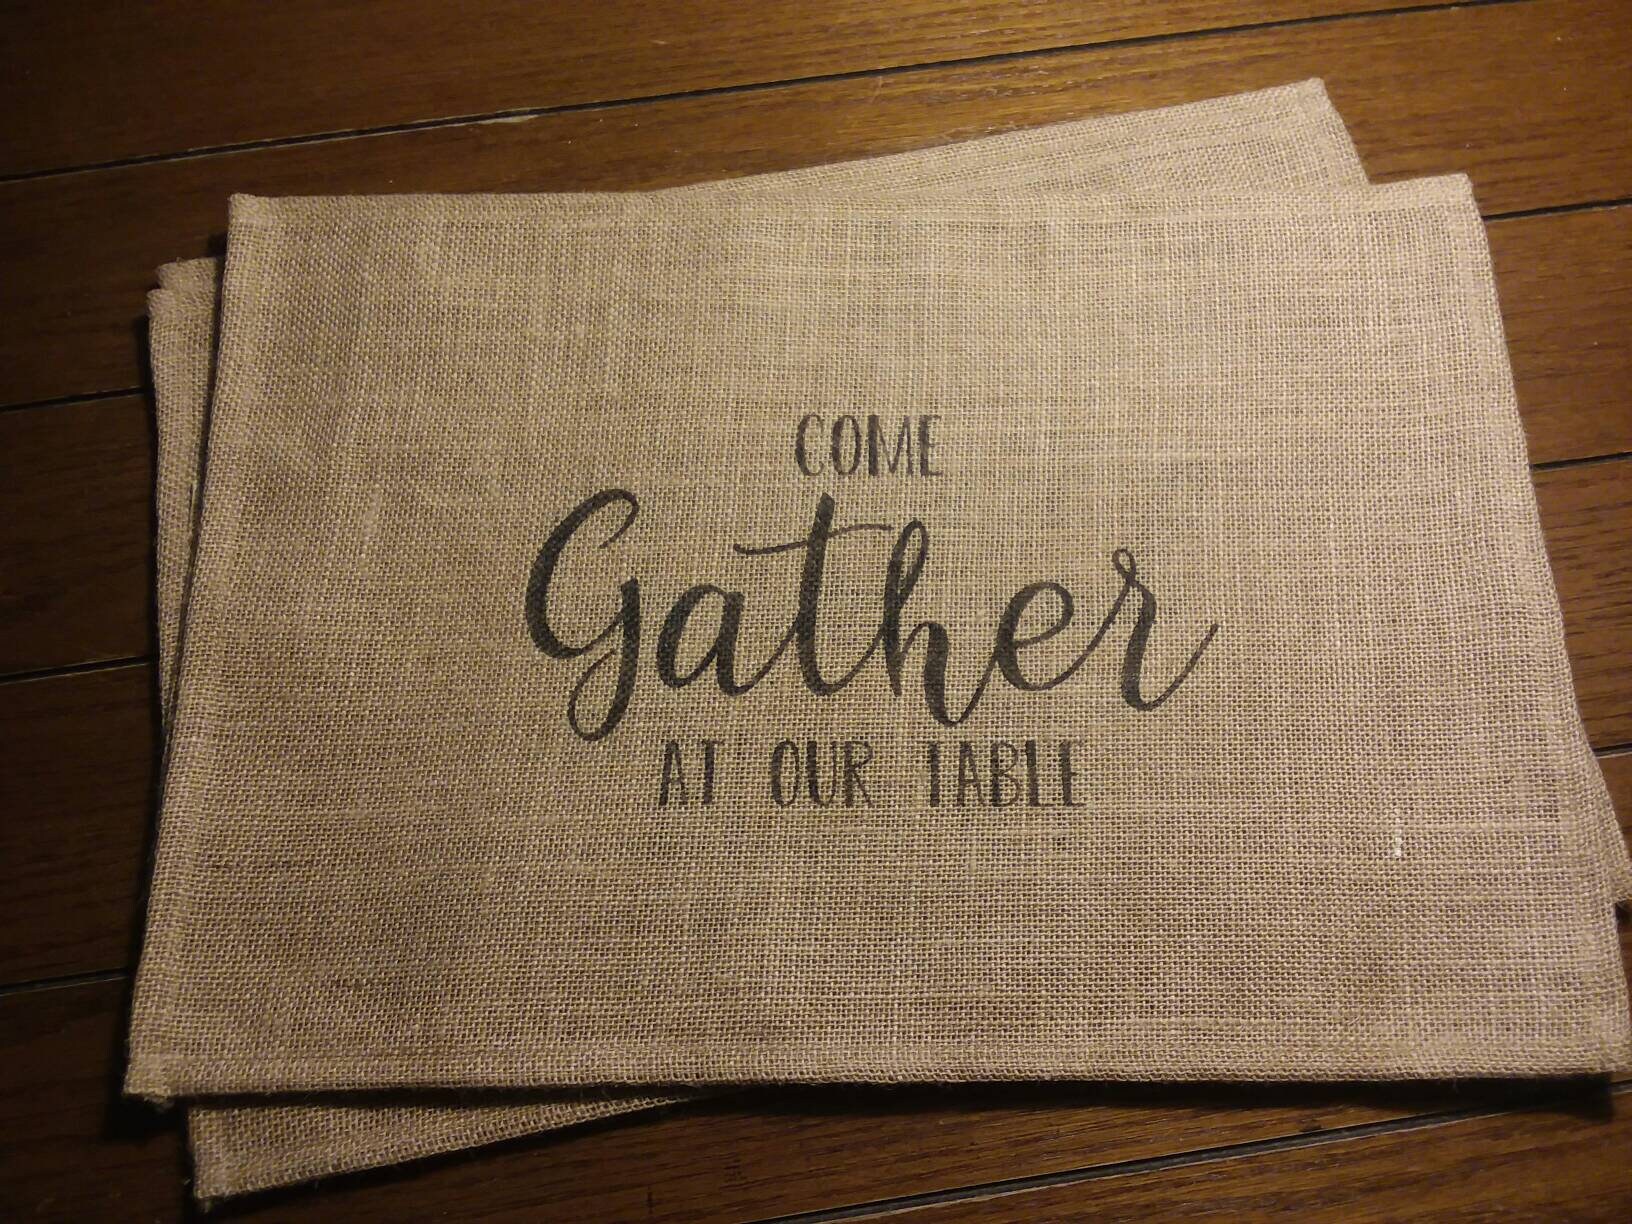 COME
Gather
AT OUR TABLE